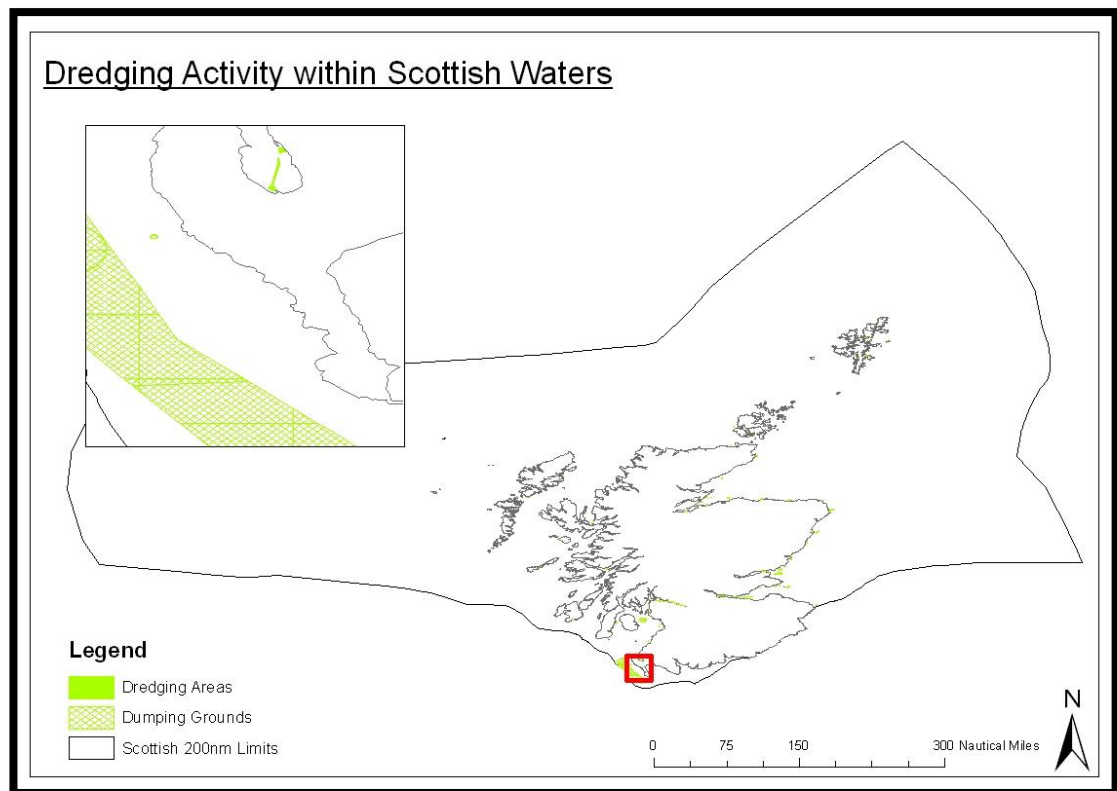 Dredging Activity within Scottish Waters
Legend
Dredging Areas
Dumping Grounds
Scottish 200nm Limits
0 75 150 300 Nautical Miles
N